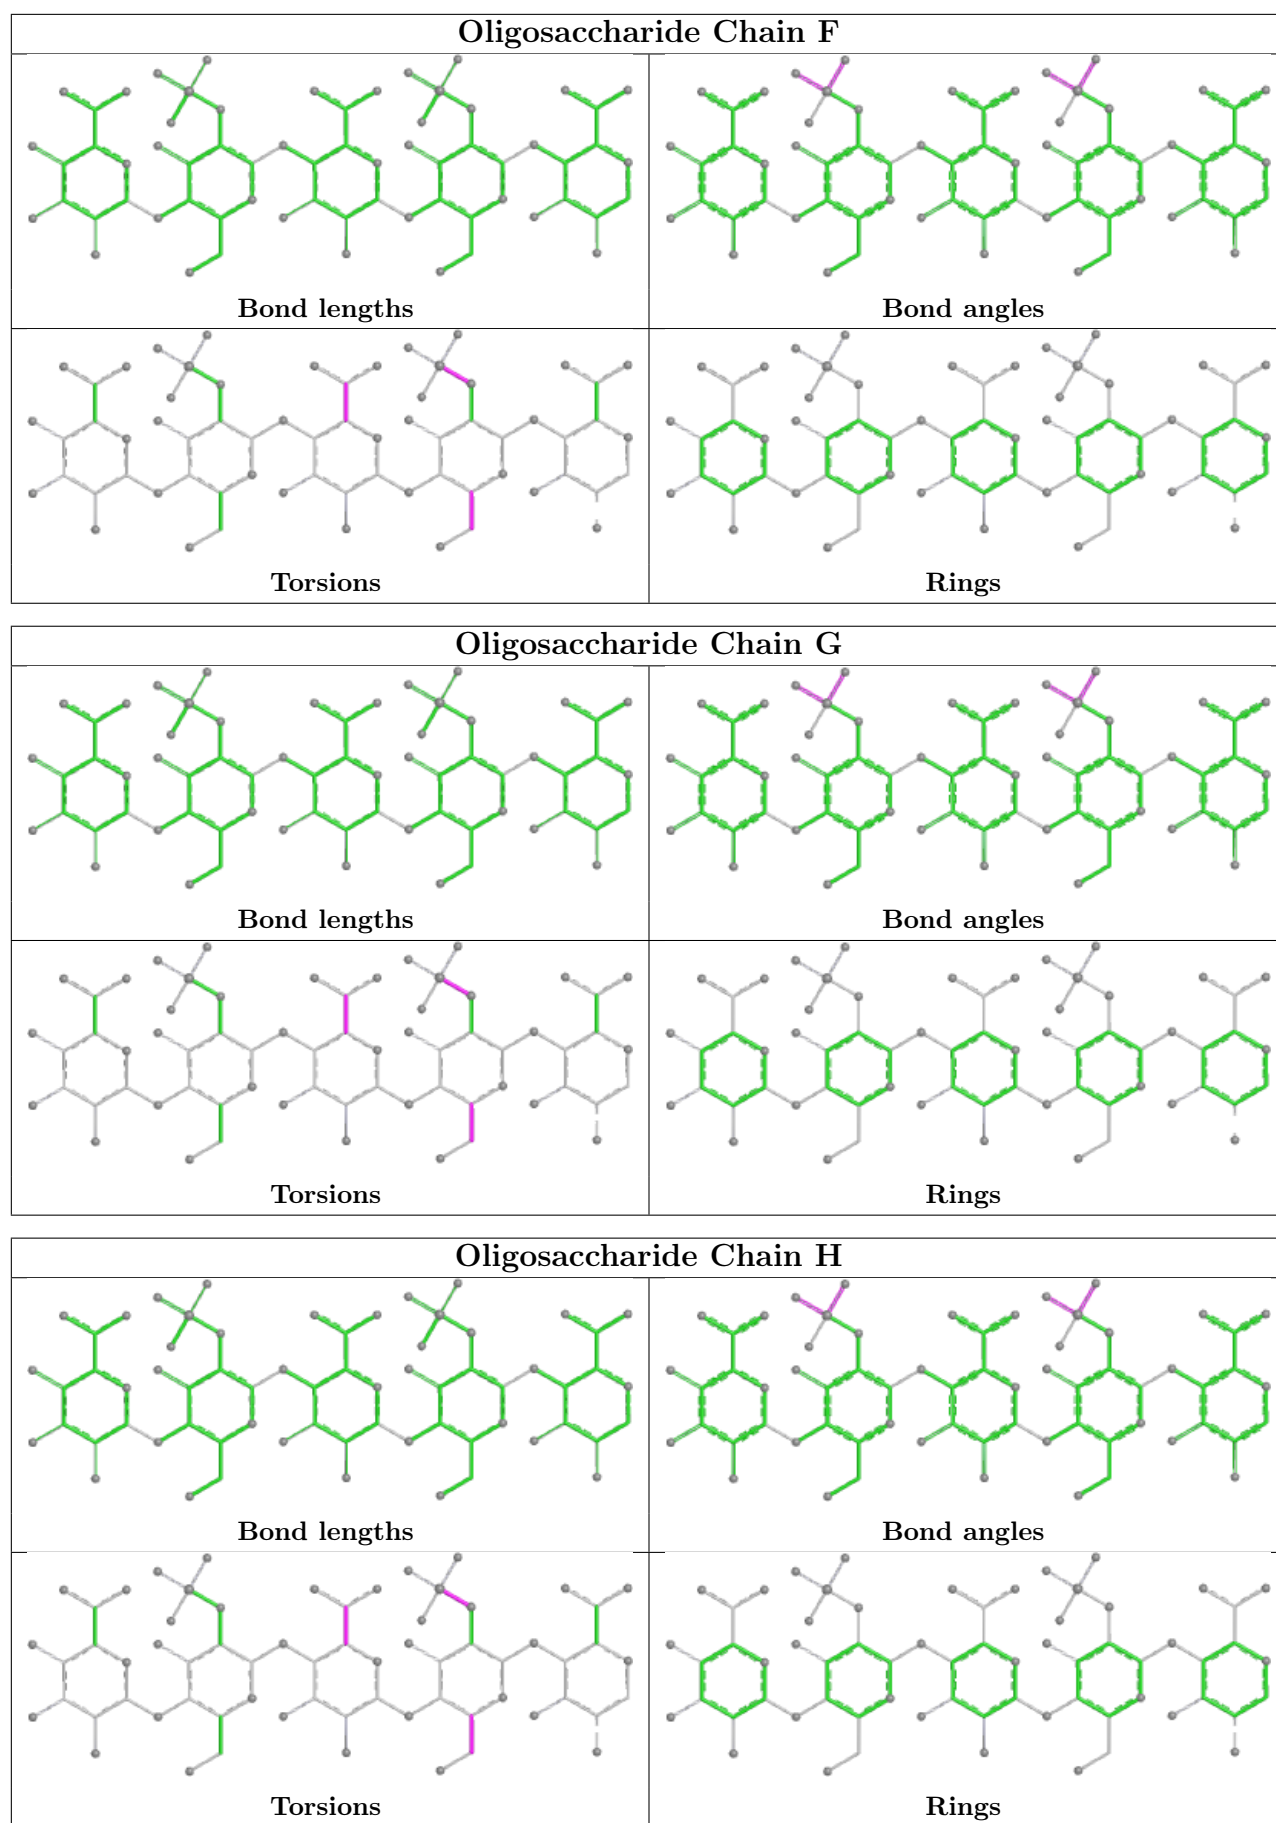 Oligosaccharide Chain F
Bond lengths
Bond angles
Torsions
Rings
Oligosaccharide Chain G
Bond lengths
Bond angles
Torsions
Rings
Oligosaccharide Chain H
Bond lengths
Bond angles
Torsions
Rings